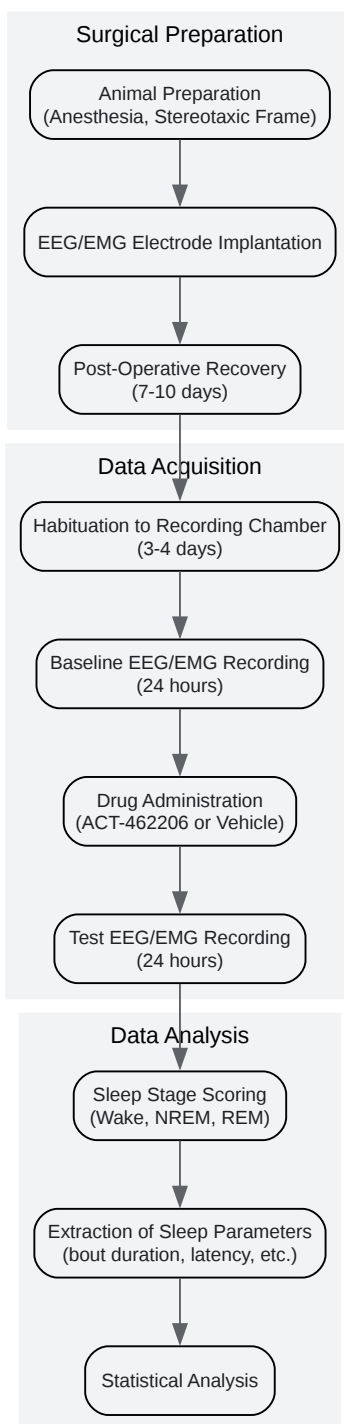 Surgical Preparation
Animal Preparation
(Anesthesia, Stereotaxic Frame)
EEG/EMG Electrode Implantation
Post-Operative Recovery
(7-10 days)
Data Acquisition
Habituation to Recording Chamber
(3-4 days)
Baseline EEG/EMG Recording
(24 hours)
Drug Administration
(ACT-462206 or Vehicle)
Test EEG/EMG Recording
(24 hours)
Data Analysis
Sleep Stage Scoring
(Wake, NREM, REM)
Extraction of Sleep Parameters
(bout duration, latency, etc.)
Statistical Analysis